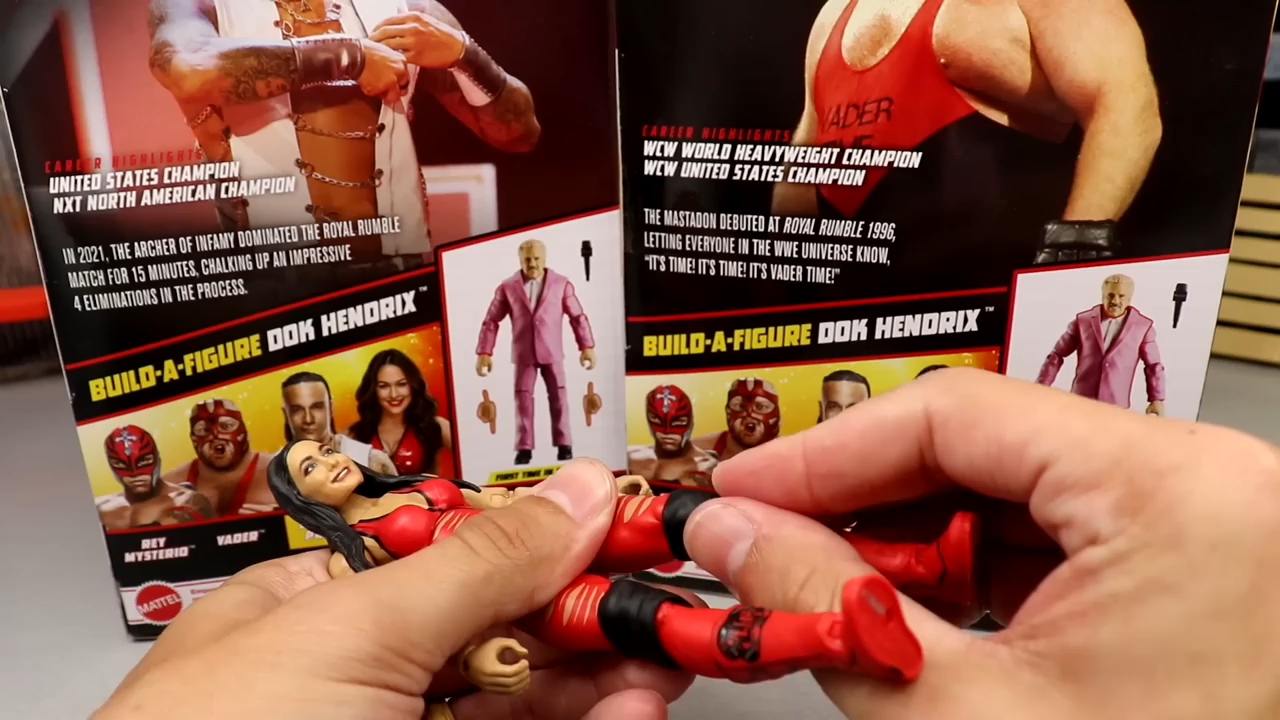 CAREER HIGHLIGHTS
UNITED STATES CHAMPION
NXT NORTH AMERICAN CHAMPION
IN 2021, THE ARCHER OF INFAMY DOMINATED THE ROYAL RUMBLE
MATCH FOR 15 MINUTES, CHALKING UP AN IMPRESSIVE
4 ELIMINATIONS IN THE PROCESS.
BUILD-A-FIGURE DOK HENDRIX™
FIRST TIME
REY
MYSTERIO™
VADER™
MATTEL
VADER
CAREER HIGHLIGHTS
WCW WORLD HEAVYWEIGHT CHAMPION
WCW UNITED STATES CHAMPION
THE MASTADON DEBUTED AT ROYAL RUMBLE 1996,
LETTING EVERYONE IN THE WWE UNIVERSE KNOW,
"IT'S TIME! IT'S TIME! IT'S VADER TIME!"
BUILD-A-FIGURE DOK HENDRIX™